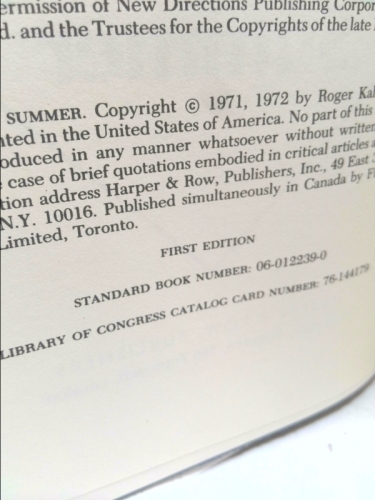 ermission of New Directions Publishing Corpor
d. and the Trustees for the Copyrights of the late
SUMMER. Copyright © 1971, 1972 by Roger Kal
nted in the United States of America. No part of this
oduced in any manner whatsoever without written
case of brief quotations embodied in critical articles a
tion address Harper & Row, Publishers, Inc., 49 East 3
N.Y. 10016. Published simultaneously in Canada by F
Limited, Toronto.
FIRST EDITION
STANDARD BOOK NUMBER: 06-012239-0
LIBRARY OF CONGRESS CATALOG CARD NUMBER: 76-144179